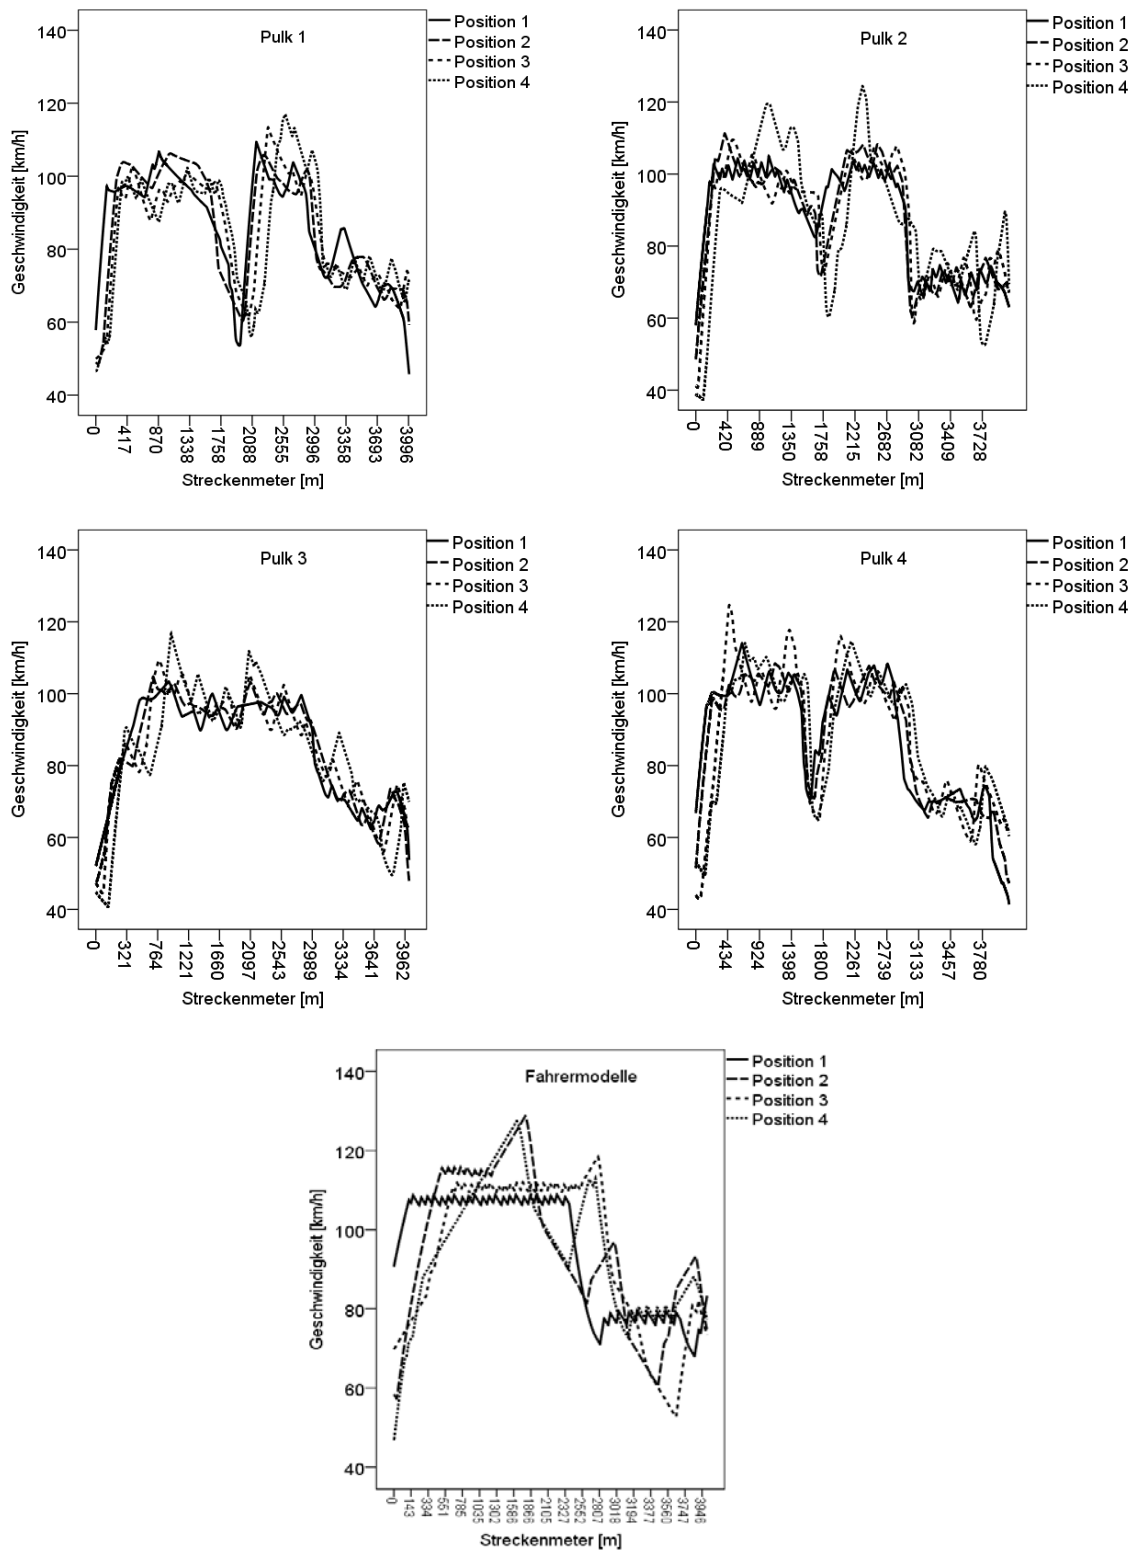 Pulk 1
Position 1
Position 2
Position 3
Position 4
Geschwindigkeit [km/h]
140
120
100
80
60
40
0 417 870 1338 1758 2088 2555 2996 3358 3693 3996
Streckenmeter [m]
Pulk 2
Position 1
Position 2
Position 3
Position 4
Geschwindigkeit [km/h]
140
120
100
80
60
40
0 420 889 1350 1758 2215 2682 3082 3409 3728
Streckenmeter [m]
Pulk 3
Position 1
Position 2
Position 3
Position 4
Geschwindigkeit [km/h]
140
120
100
80
60
40
0 321 764 1221 1660 2097 2543 2989 3334 3641 3962
Streckenmeter [m]
Pulk 4
Position 1
Position 2
Position 3
Position 4
Geschwindigkeit [km/h]
140
120
100
80
60
40
0 434 924 1398 1800 2261 2739 3133 3457 3780
Streckenmeter [m]
Fahrermodelle
Position 1
Position 2
Position 3
Position 4
Geschwindigkeit [km/h]
140
120
100
80
60
40
0 143 334 551 785 1035 1302 1586 1866 2105 2327 2552 2807 3018 3194 3377 3560 3747 3946
Streckenmeter [m]